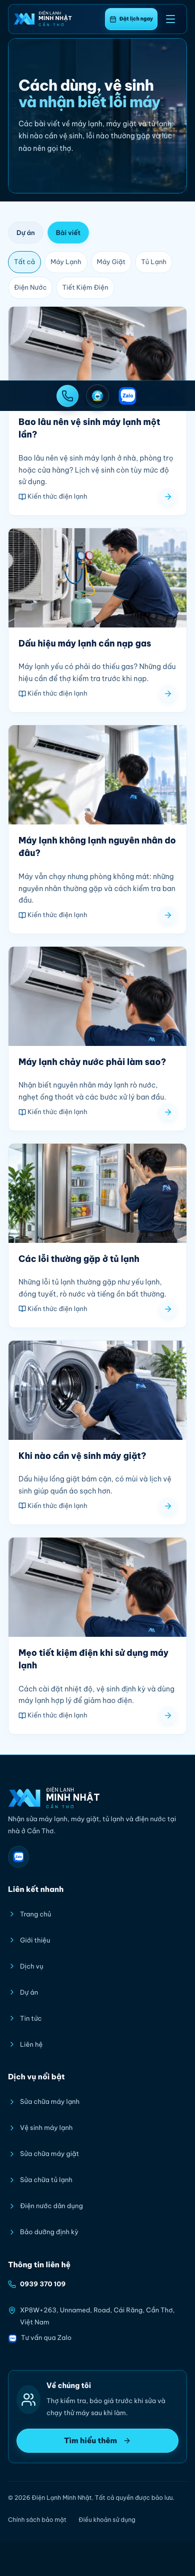 ĐIỆN LẠNH
MINH NHẬT
CẦN THƠ
Đặt lịch ngay
Cách dùng, vệ sinh
và nhận biết lỗi máy
Các bài viết về máy lạnh, máy giặt và tủ lạnh:
khi nào cần vệ sinh, lỗi nào thường gặp và lúc
nào nên gọi thợ.
Dự án
Bài viết
Tất cả
Máy Lạnh
Máy Giặt
Tủ Lạnh
Điện Nước
Tiết Kiệm Điện
Zalo
Bao lâu nên vệ sinh máy lạnh một
lần?
Bao lâu nên vệ sinh máy lạnh ở nhà, phòng trọ
hoặc cửa hàng? Lịch vệ sinh còn tùy mức độ
sử dụng.
Kiến thức điện lạnh
Dấu hiệu máy lạnh cần nạp gas
Máy lạnh yếu có phải do thiếu gas? Những dấu
hiệu cần để thợ kiểm tra trước khi nạp.
Kiến thức điện lạnh
Máy lạnh không lạnh nguyên nhân do
đâu?
Máy vẫn chạy nhưng phòng không mát: những
nguyên nhân thường gặp và cách kiểm tra ban
đầu.
Kiến thức điện lạnh
Máy lạnh chảy nước phải làm sao?
Nhận biết nguyên nhân máy lạnh rò nước,
nghẹt ống thoát và các bước xử lý ban đầu.
Kiến thức điện lạnh
Các lỗi thường gặp ở tủ lạnh
Những lỗi tủ lạnh thường gặp như yếu lạnh,
đóng tuyết, rò nước và tiếng ồn bất thường.
Kiến thức điện lạnh
Khi nào cần vệ sinh máy giặt?
Dấu hiệu lồng giặt bám cặn, có mùi và lịch vệ
sinh giúp quần áo sạch hơn.
Kiến thức điện lạnh
Mẹo tiết kiệm điện khi sử dụng máy
lạnh
Cách cài đặt nhiệt độ, vệ sinh định kỳ và dùng
máy lạnh hợp lý để giảm hao điện.
Kiến thức điện lạnh
ĐIỆN LẠNH
MINH NHẬT
CẦN THƠ
Nhận sửa máy lạnh, máy giặt, tủ lạnh và điện nước tại
nhà ở Cần Thơ.
Zalo
Liên kết nhanh
Trang chủ
Giới thiệu
Dịch vụ
Dự án
Tin tức
Liên hệ
Dịch vụ nổi bật
Sửa chữa máy lạnh
Vệ sinh máy lạnh
Sửa chữa máy giặt
Sửa chữa tủ lạnh
Điện nước dân dụng
Bảo dưỡng định kỳ
Thông tin liên hệ
0939 370 109
XP8W+263, Unnamed, Road, Cái Răng, Cần Thơ,
Việt Nam
Zalo Tư vấn qua Zalo
Về chúng tôi
Thợ kiểm tra, báo giá trước khi sửa và
chạy thử máy sau khi làm.
Tìm hiểu thêm
© 2026 Điện Lạnh Minh Nhật. Tất cả quyền được bảo lưu.
Chính sách bảo mật
Điều khoản sử dụng